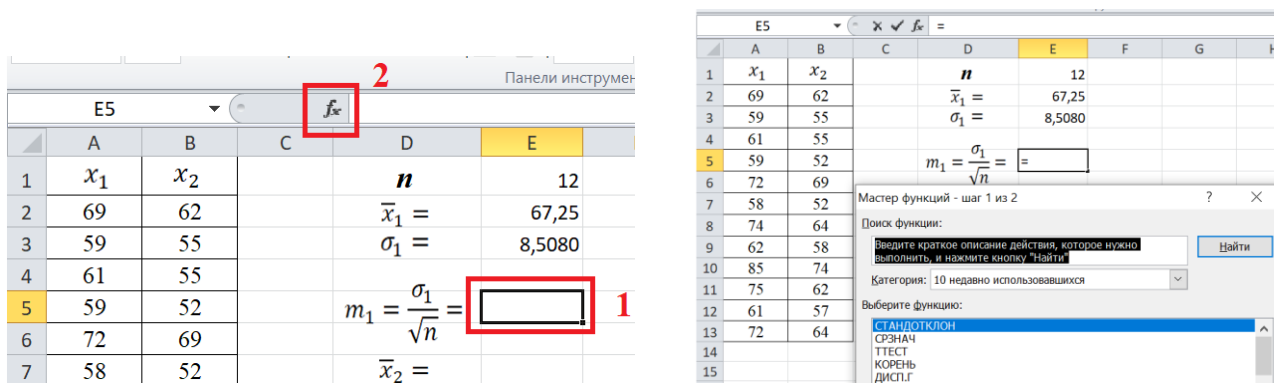 2
Панели инструмен
E5 fx
A B C D E
1 x₁ x₂ n 12
2 69 62 x̅₁ = 67,25
3 59 55 σ₁ = 8,5080
4 61 55
5 59 52 m₁ = σ₁/√n = 1
6 72 69
7 58 52 x̅₂ =
E5 fx =
A B C D E F G
1 x₁ x₂ n 12
2 69 62 x̅₁ = 67,25
3 59 55 σ₁ = 8,5080
4 61 55
5 59 52 m₁ = σ₁/√n = =
6 72 69
7 58 52
8 74 64
9 62 58
10 85 74
11 75 62
12 61 57
13 72 64
14
15
Мастер функций - шаг 1 из 2 ?
Поиск функции:
Введите краткое описание действия, которое нужно
выполнить, и нажмите кнопку "Найти"
Найти
Категория: 10 недавно использовавшихся
Выберите функцию:
СТАНДОТКЛОН
СРЗНАЧ
ТТЕСТ
КОРЕНЬ
ДИСП.Г